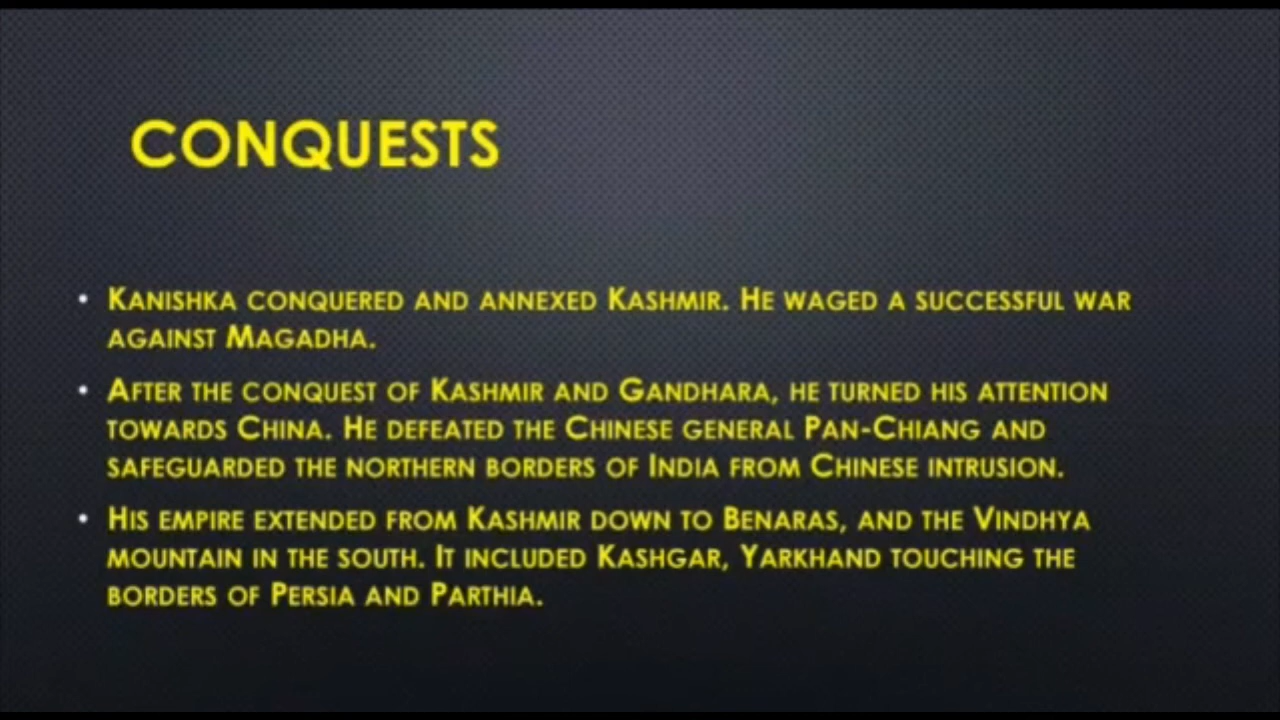 CONQUESTS
• KANISHKA CONQUERED AND ANNEXED KASHMIR. HE WAGED A SUCCESSFUL WAR
AGAINST MAGADHA.
• AFTER THE CONQUEST OF KASHMIR AND GANDHARA, HE TURNED HIS ATTENTION
TOWARDS CHINA. HE DEFEATED THE CHINESE GENERAL PAN-CHIANG AND
SAFEGUARDED THE NORTHERN BORDERS OF INDIA FROM CHINESE INTRUSION.
• HIS EMPIRE EXTENDED FROM KASHMIR DOWN TO BENARAS, AND THE VINDHYA
MOUNTAIN IN THE SOUTH. IT INCLUDED KASHGAR, YARKHAND TOUCHING THE
BORDERS OF PERSIA AND PARTHIA.